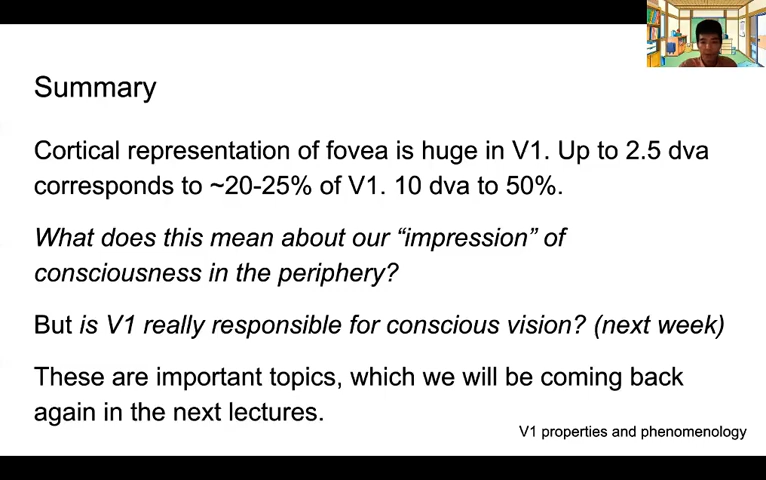 Summary
Cortical representation of fovea is huge in V1. Up to 2.5 dva
corresponds to ~20-25% of V1. 10 dva to 50%.
What does this mean about our “impression” of
consciousness in the periphery?
But is V1 really responsible for conscious vision? (next week)
These are important topics, which we will be coming back
again in the next lectures.
V1 properties and phenomenology